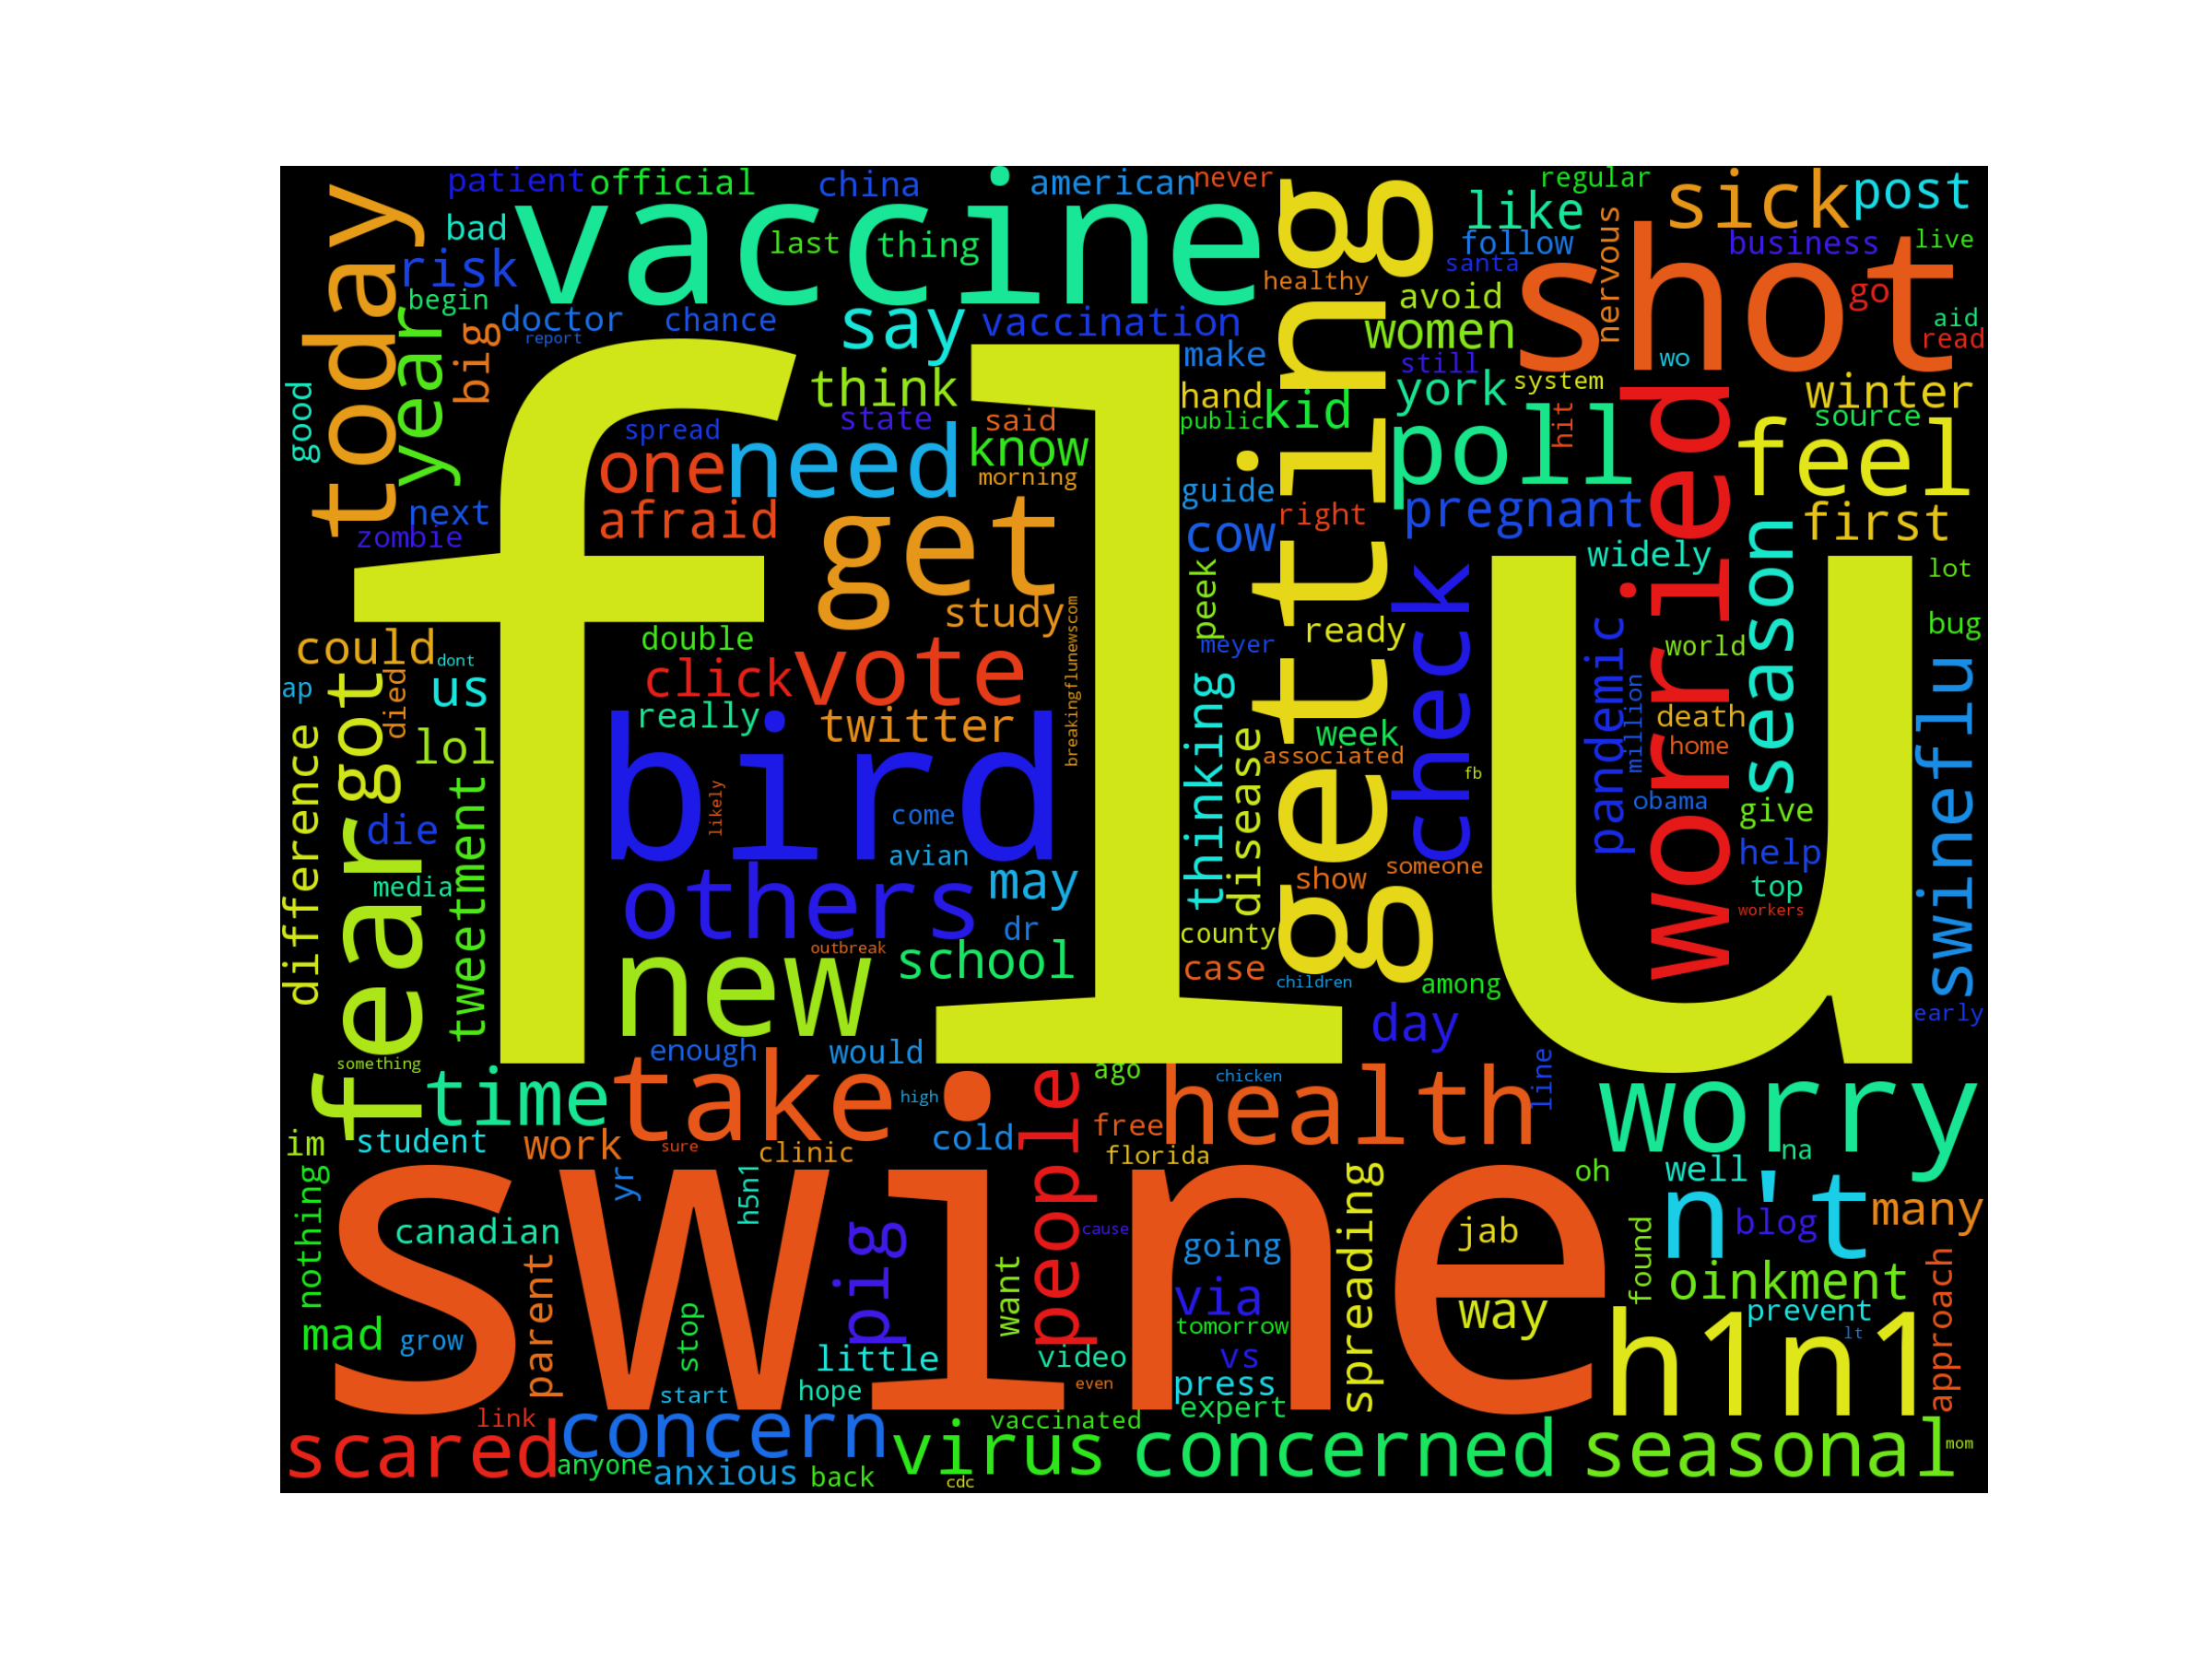 patient official china american never regular
vaccine sick post
bad last thing like
today getting shot
risk follow business live
year begin healthy santa nervous
big doctor report chance say vaccination avoid go
make women wo aid read
flu
good think hand still york system winter
state said public kid poll hit source
spread one need know worried feel
morning guide
next afraid get cow right pregnant first
zombie widely season
study peek check lot
double ready pandemic bug
could dont click vote meyer world
ap got us died really twitter breakingflunewscom thinking week million death swineflu
lol bird disease associated home
difference fear die likely come fb obama give
tweetment avian someone help
media others may show top
dr county workers
outbreak school case children among
new day early
something enough would ago chicken line
time take high people health worry
im student work sure cold free
clinic florida na
swine
nothing yr h5n1 spreading oh well n't
canadian pig cause going jab blog many
parent want found oinkment approach
mad grow stop via way prevent
little video tomorrow vs h1n1 lt
start hope even press
link concern vaccinated expert
scared anyone anxious back virus cdc concerned seasonal mom